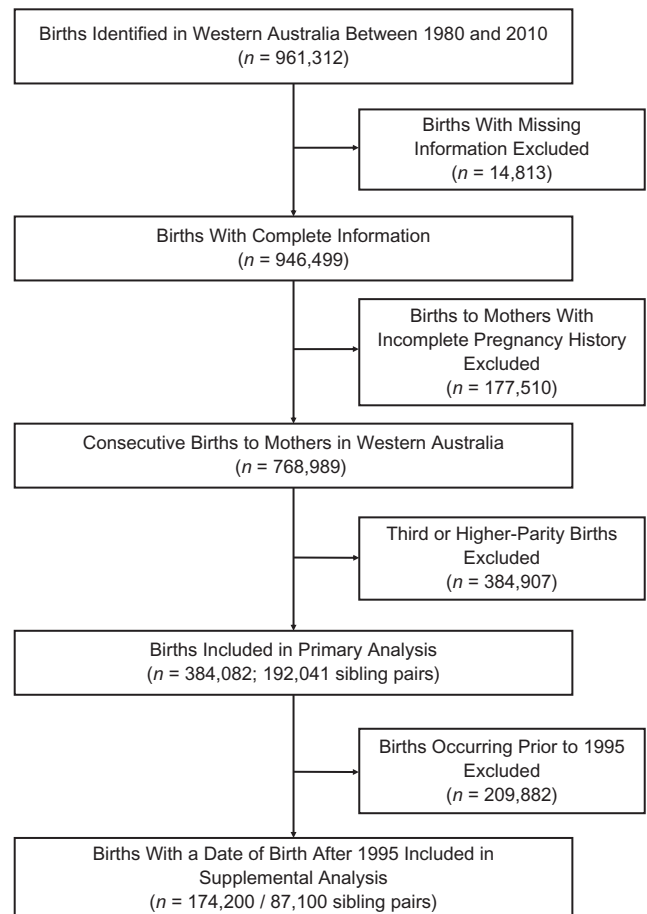 Births Identified in Western Australia Between 1980 and 2010
(n = 961,312)
Births With Missing
Information Excluded
(n = 14,813)
Births With Complete Information
(n = 946,499)
Births to Mothers With
Incomplete Pregnancy History
Excluded
(n = 177,510)
Consecutive Births to Mothers in Western Australia
(n = 768,989)
Third or Higher-Parity Births
Excluded
(n = 384,907)
Births Included in Primary Analysis
(n = 384,082; 192,041 sibling pairs)
Births Occurring Prior to 1995
Excluded
(n = 209,882)
Births With a Date of Birth After 1995 Included in
Supplemental Analysis
(n = 174,200 / 87,100 sibling pairs)